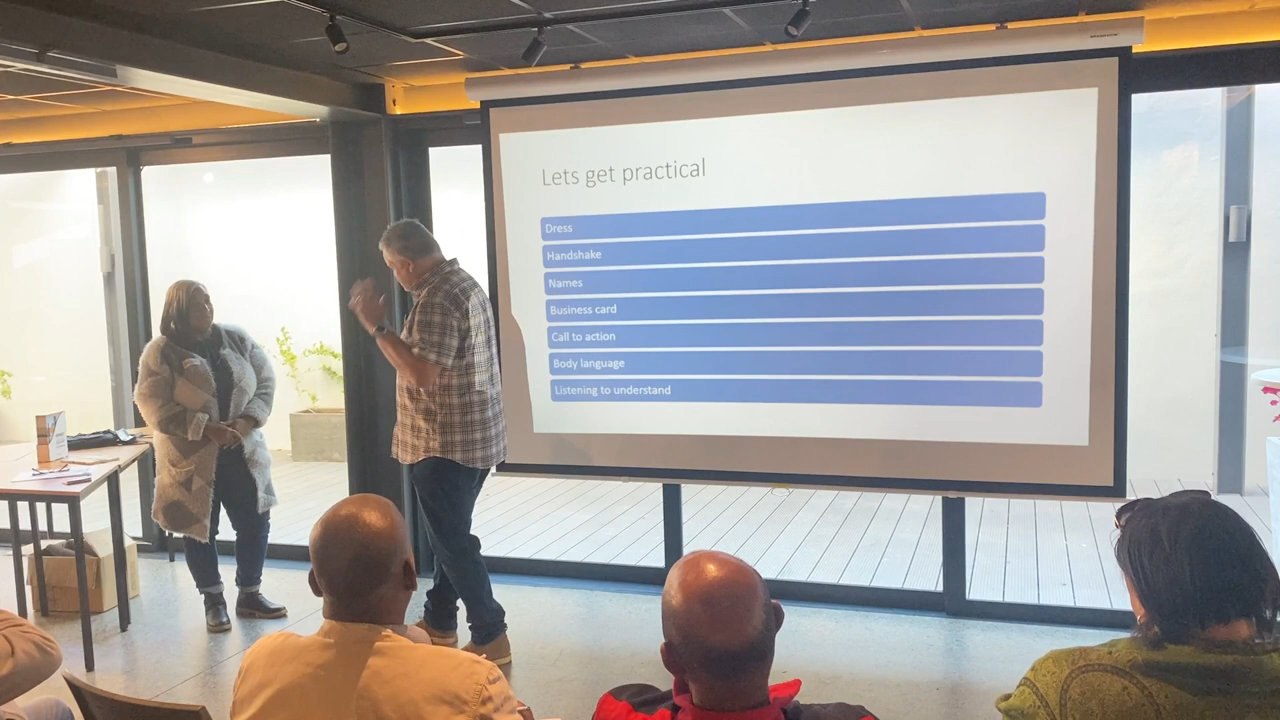 Lets get practical
Dress
Handshake
Names
Business card
Call to action
Body language
Listening to understand